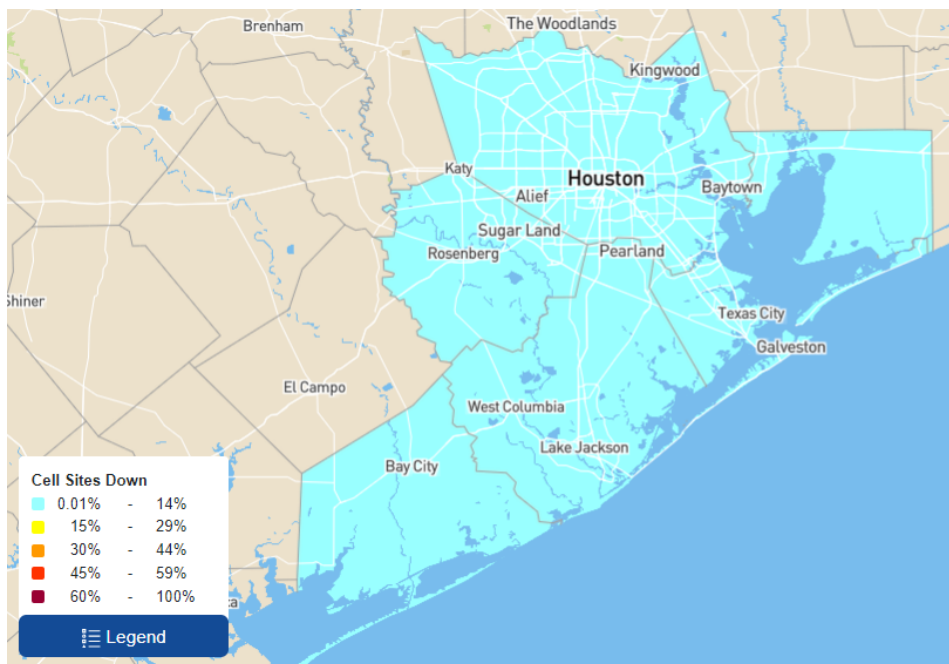 Brenham
The Woodlands
Kingwood
Katy
Houston
Baytown
Alief
Sugar Land
Rosenberg
Pearland
Shiner
Texas City
Galveston
El Campo
West Columbia
Lake Jackson
Bay City
Cell Sites Down
0.01% - 14%
15% - 29%
30% - 44%
45% - 59%
60% - 100%
Legend